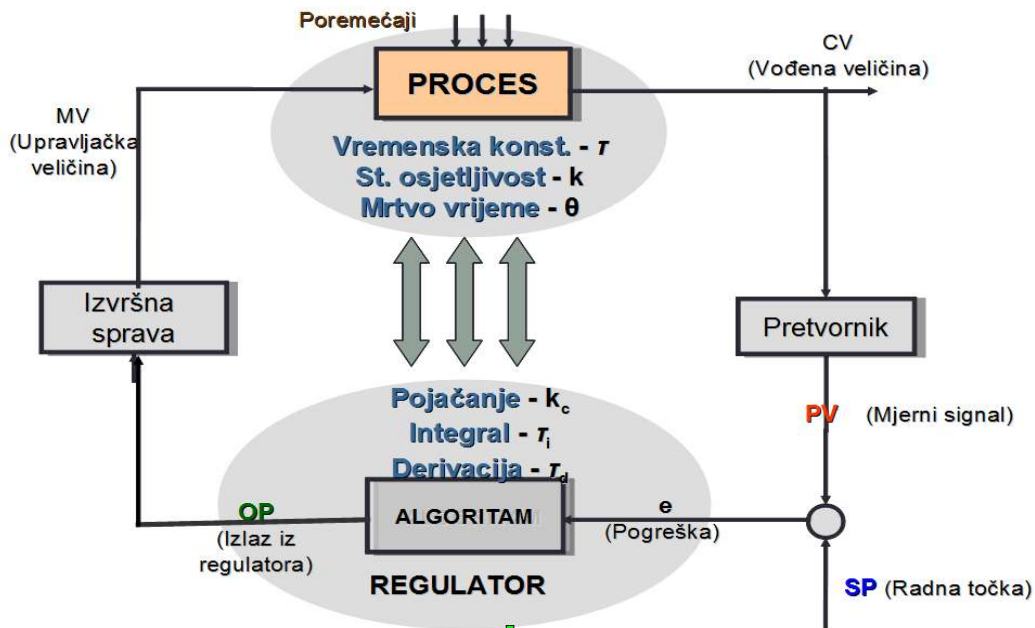 Poremećaji
PROCES
CV
(Vođena veličina)
MV
(Upravljačka
veličina)
Vremenska konst. - τ
St. osjetljivost - k
Mrtvo vrijeme - θ
Izvršna
sprava
Pretvornik
PV (Mjerni signal)
Pojačanje - kc
Integral - τi
Derivacija - τd
ALGORITAM
OP
(Izlaz iz
regulatora)
e
(Pogreška)
REGULATOR
SP (Radna točka)